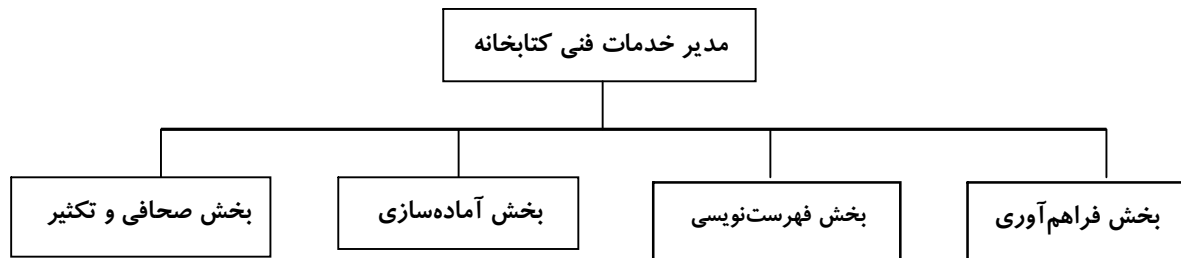 مدیر خدمات فنی کتابخانه
بخش فراهم‌آوری
بخش فهرست‌نویسی
بخش آماده‌سازی
بخش صحافی و تکثیر